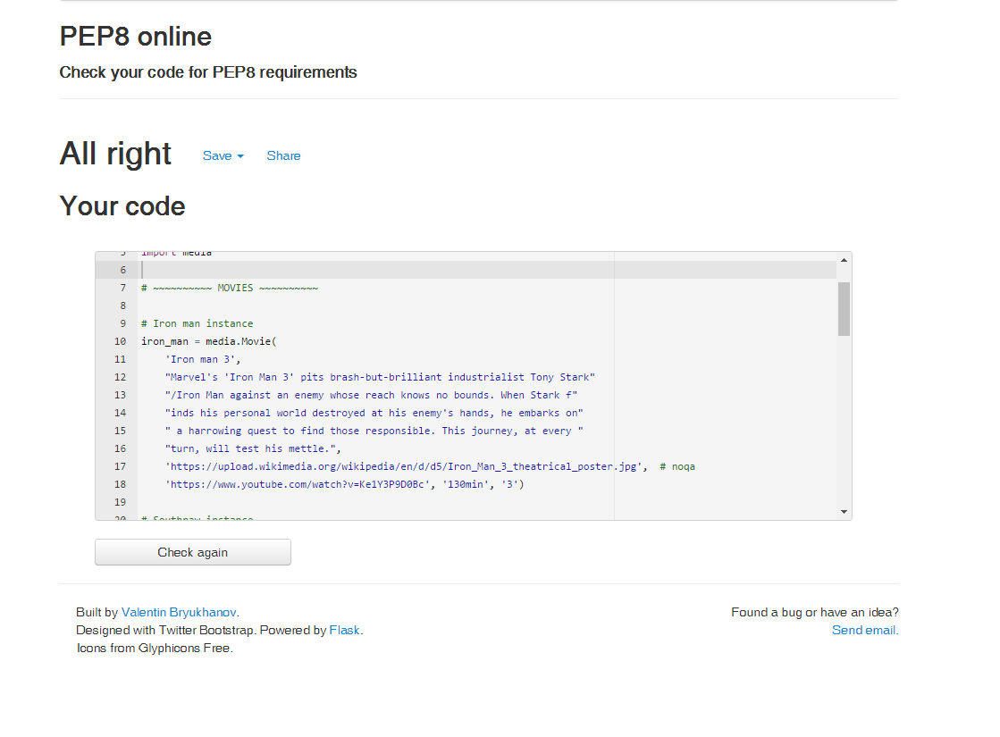 PEP8 online
Check your code for PEP8 requirements
All right Save Share
Your code
5 import media
6
7 # ~~~~~~~~~~ MOVIES ~~~~~~~~~~
8
9 # Iron man instance
10 iron_man = media.Movie(
11 'Iron man 3',
12 "Marvel's 'Iron Man 3' pits brash-but-brilliant industrialist Tony Stark"
13 "/Iron Man against an enemy whose reach knows no bounds. When Stark f"
14 "inds his personal world destroyed at his enemy's hands, he embarks on"
15 " a harrowing quest to find those responsible. This journey, at every "
16 "turn, will test his mettle.",
17 'https://upload.wikimedia.org/wikipedia/en/d/d5/Iron_Man_3_theatrical_poster.jpg', # noqa
18 'https://www.youtube.com/watch?v=Ke1Y3P9D0Bc', '130min', '3')
19
20 # Southpaw instance
Check again
Built by Valentin Bryukhanov.
Designed with Twitter Bootstrap. Powered by Flask.
Icons from Glyphicons Free.
Found a bug or have an idea?
Send email.